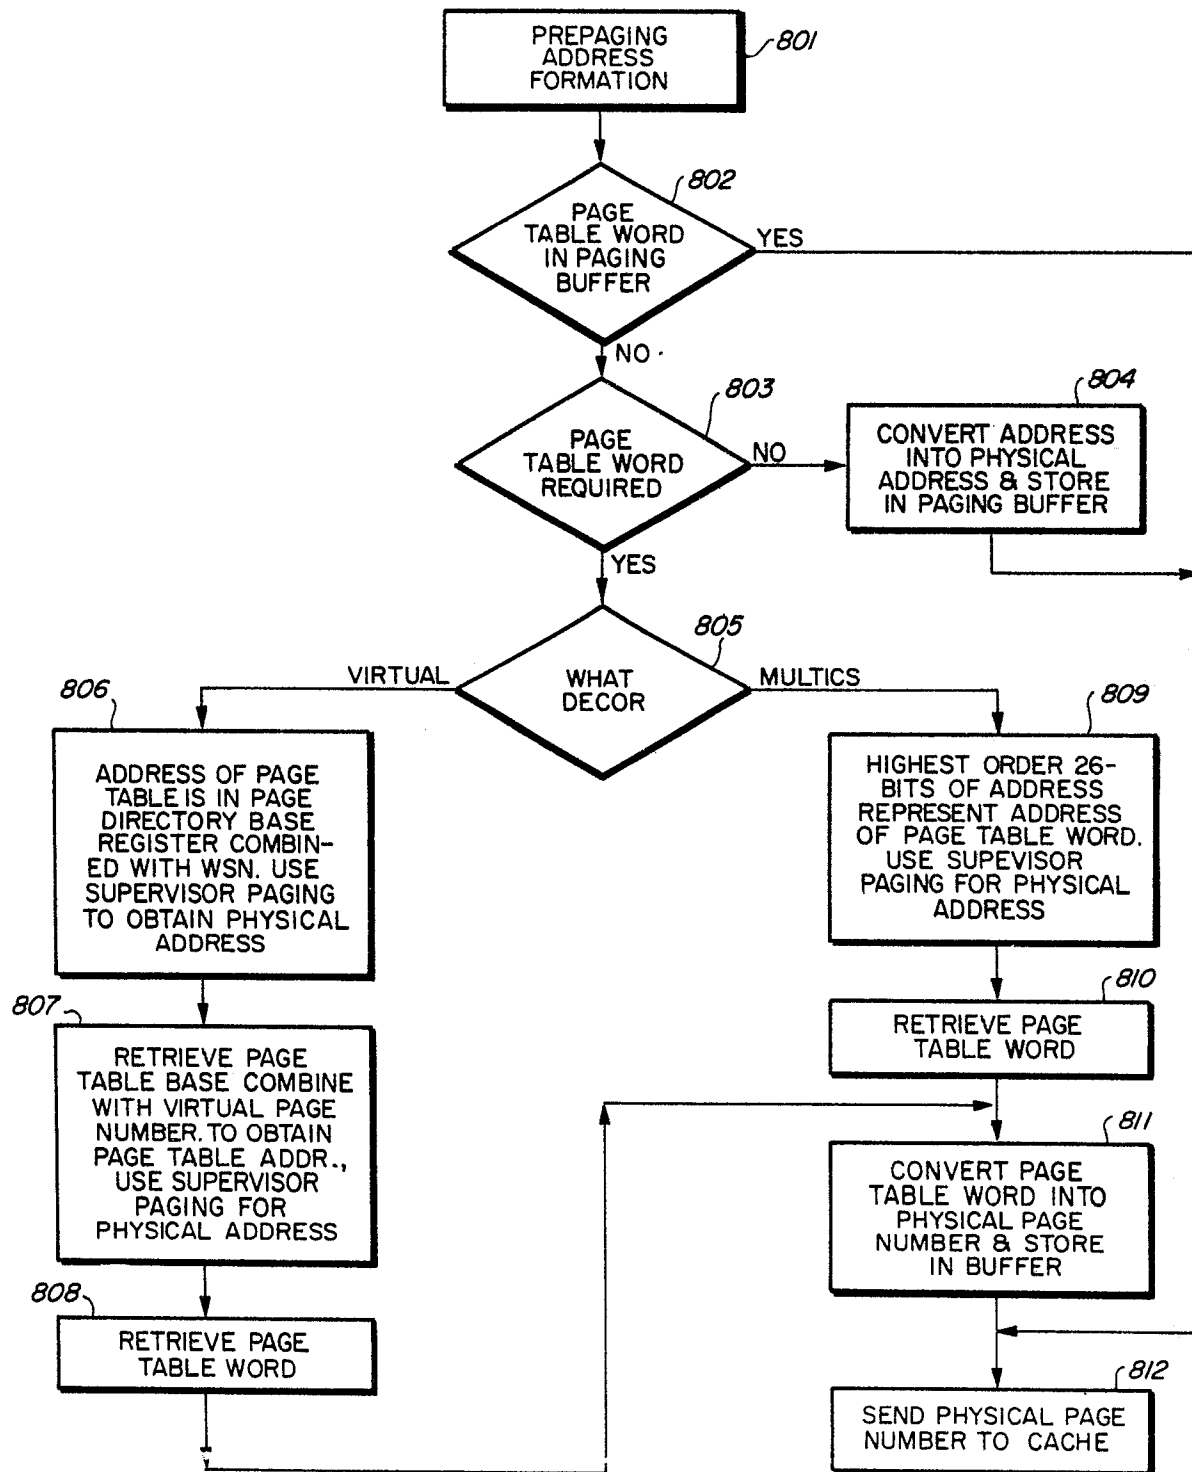 PREPAGING
ADDRESS
FORMATION
801
802
PAGE
TABLE WORD
IN PAGING
BUFFER
YES
NO
803
PAGE
TABLE WORD
REQUIRED
NO
YES
804
CONVERT ADDRESS
INTO PHYSICAL
ADDRESS & STORE
IN PAGING BUFFER
805
WHAT
DECOR
VIRTUAL
MULTICS
806
ADDRESS OF PAGE
TABLE IS IN PAGE
DIRECTORY BASE
REGISTER COMBIN-
ED WITH WSN. USE
SUPERVISOR PAGING
TO OBTAIN PHYSICAL
ADDRESS
807
RETRIEVE PAGE
TABLE BASE COMBINE
WITH VIRTUAL PAGE
NUMBER. TO OBTAIN
PAGE TABLE ADDR.,
USE SUPERVISOR
PAGING FOR
PHYSICAL ADDRESS
808
RETRIEVE PAGE
TABLE WORD
809
HIGHEST ORDER 26-
BITS OF ADDRESS
REPRESENT ADDRESS
OF PAGE TABLE WORD.
USE SUPEVISOR
PAGING FOR PHYSICAL
ADDRESS
810
RETRIEVE PAGE
TABLE WORD
811
CONVERT PAGE
TABLE WORD INTO
PHYSICAL PAGE
NUMBER & STORE
IN BUFFER
812
SEND PHYSICAL PAGE
NUMBER TO CACHE